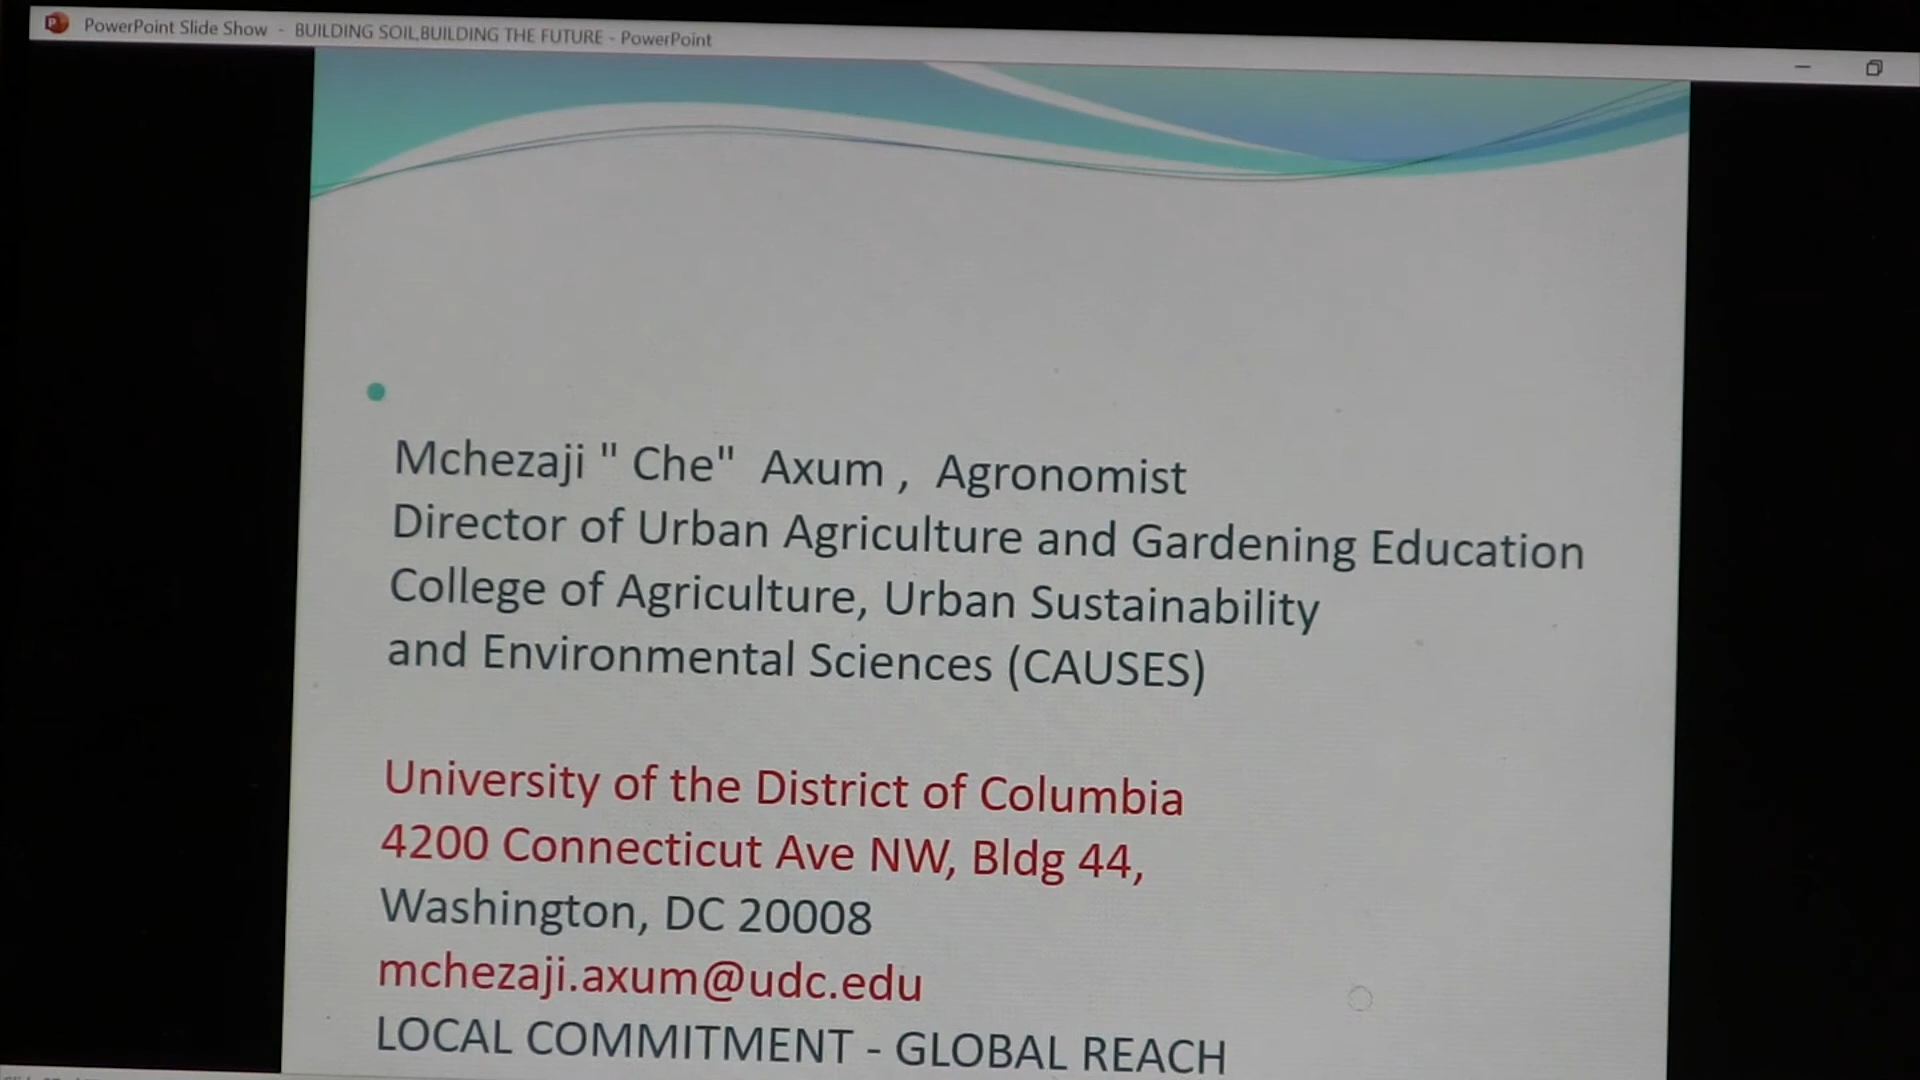 PowerPoint Slide Show - BUILDING SOIL,BUILDING THE FUTURE - PowerPoint
Mchezaji " Che" Axum , Agronomist
Director of Urban Agriculture and Gardening Education
College of Agriculture, Urban Sustainability
and Environmental Sciences (CAUSES)
University of the District of Columbia
4200 Connecticut Ave NW, Bldg 44,
Washington, DC 20008
mchezaji.axum@udc.edu
LOCAL COMMITMENT - GLOBAL REACH